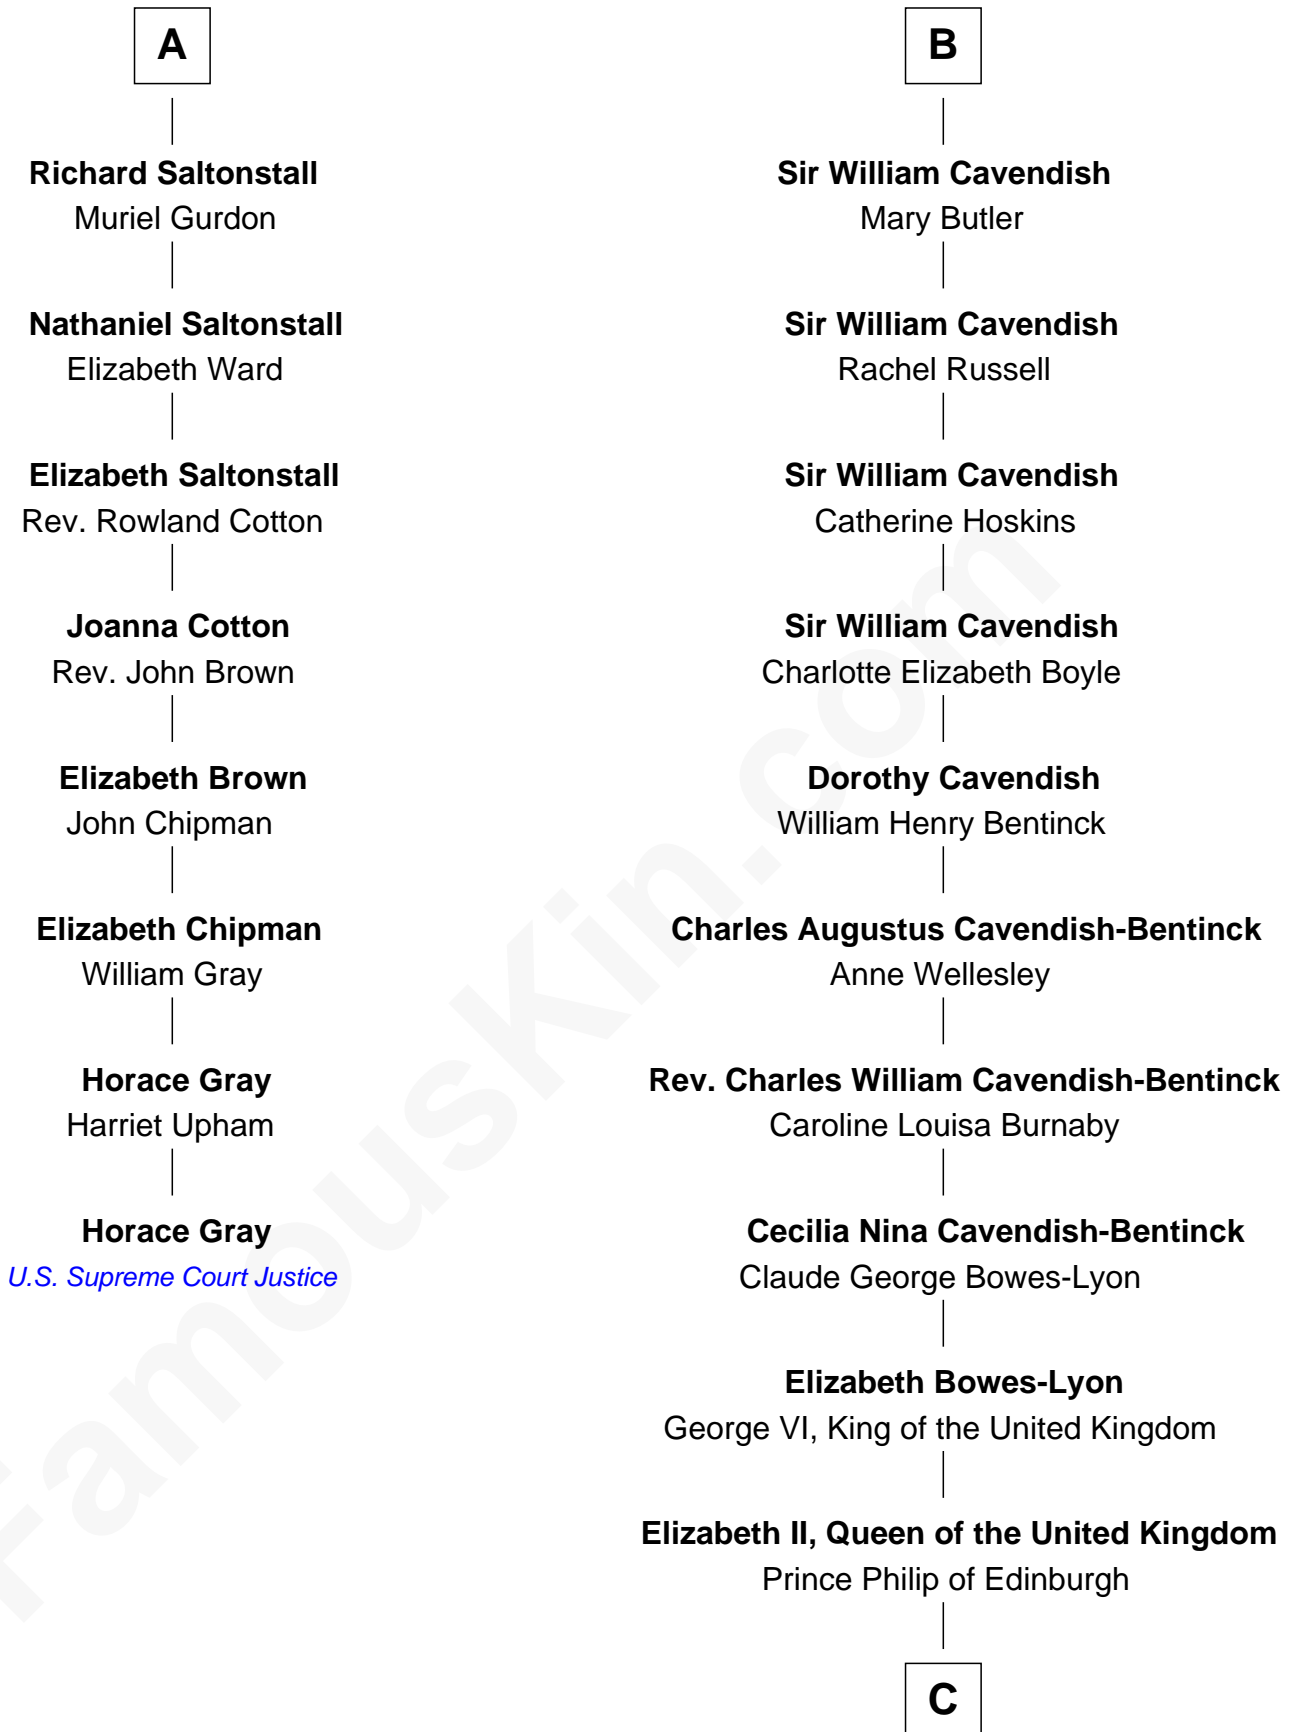 A
Richard Saltonstall
Muriel Gurdon
Nathaniel Saltonstall
Elizabeth Ward
Elizabeth Saltonstall
Rev. Rowland Cotton
Joanna Cotton
Rev. John Brown
Elizabeth Brown
John Chipman
Elizabeth Chipman
William Gray
Horace Gray
Harriet Upham
Horace Gray
U.S. Supreme Court Justice
B
Sir William Cavendish
Mary Butler
Sir William Cavendish
Rachel Russell
Sir William Cavendish
Catherine Hoskins
Sir William Cavendish
Charlotte Elizabeth Boyle
Dorothy Cavendish
William Henry Bentinck
Charles Augustus Cavendish-Bentinck
Anne Wellesley
Rev. Charles William Cavendish-Bentinck
Caroline Louisa Burnaby
Cecilia Nina Cavendish-Bentinck
Claude George Bowes-Lyon
Elizabeth Bowes-Lyon
George VI, King of the United Kingdom
Elizabeth II, Queen of the United Kingdom
Prince Philip of Edinburgh
C
FamousKin.com